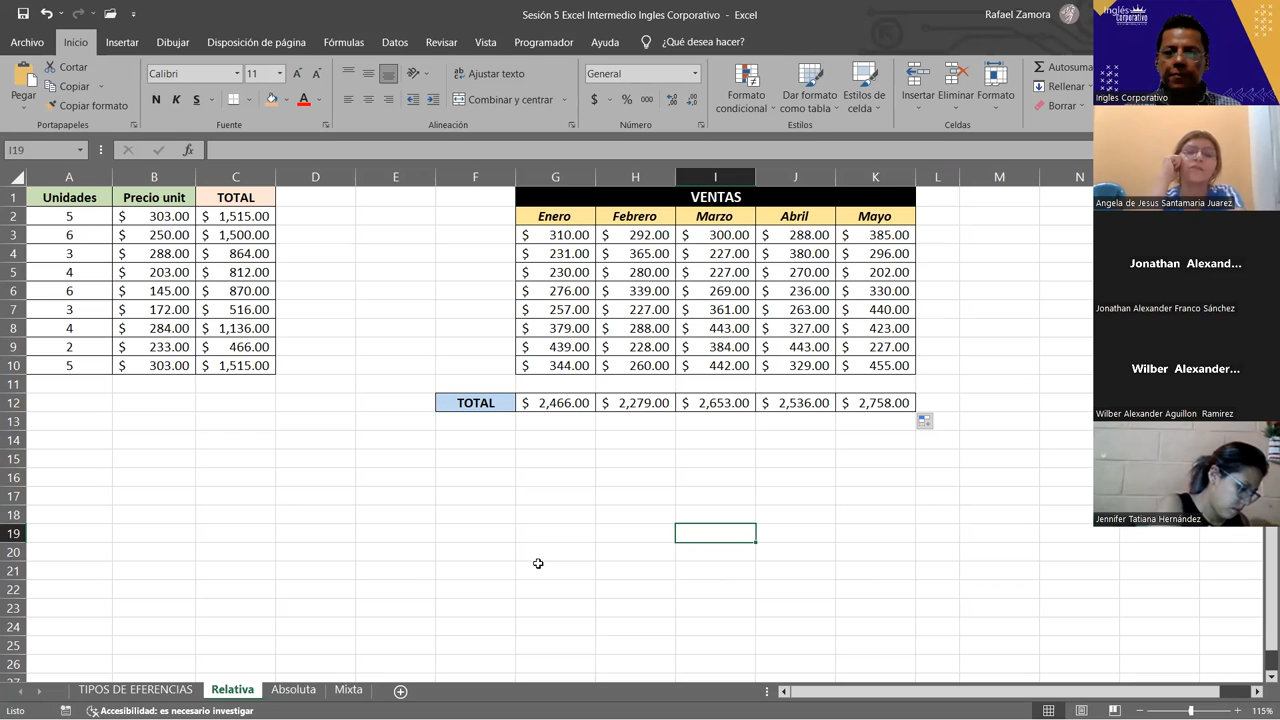 Sesión 5 Excel Intermedio Ingles Corporativo - Excel
Rafael Zamora
Archivo Inicio Insertar Dibujar Disposición de página Fórmulas Datos Revisar Vista Programador Ayuda ¿Qué desea hacer?
Pegar
Cortar
Copiar
Copiar formato
Portapapeles
Calibri 11
N K S
Fuente
Ajustar texto
Combinar y centrar
Alineación
General
$ % 000
Número
Formato condicional
Dar formato como tabla
Estilos de celda
Estilos
Insertar Eliminar Formato
Celdas
Autosuma
Rellenar
Borrar
I19
fx
A B C D E F G H I J K L M N
1 Unidades Precio unit TOTAL VENTAS
2 5 $ 303.00 $ 1,515.00 Enero Febrero Marzo Abril Mayo
3 6 $ 250.00 $ 1,500.00 $ 310.00 $ 292.00 $ 300.00 $ 288.00 $ 385.00
4 3 $ 288.00 $ 864.00 $ 231.00 $ 365.00 $ 227.00 $ 380.00 $ 296.00
5 4 $ 203.00 $ 812.00 $ 230.00 $ 280.00 $ 227.00 $ 270.00 $ 202.00
6 6 $ 145.00 $ 870.00 $ 276.00 $ 339.00 $ 269.00 $ 236.00 $ 330.00
7 3 $ 172.00 $ 516.00 $ 257.00 $ 227.00 $ 361.00 $ 263.00 $ 440.00
8 4 $ 284.00 $ 1,136.00 $ 379.00 $ 288.00 $ 443.00 $ 327.00 $ 423.00
9 2 $ 233.00 $ 466.00 $ 439.00 $ 228.00 $ 384.00 $ 443.00 $ 227.00
10 5 $ 303.00 $ 1,515.00 $ 344.00 $ 260.00 $ 442.00 $ 329.00 $ 455.00
11
12 TOTAL $ 2,466.00 $ 2,279.00 $ 2,653.00 $ 2,536.00 $ 2,758.00
13
14
15
16
17
18
19
20
21
22
23
24
25
26
TIPOS DE EFERENCIAS Relativa Absoluta Mixta
Listo
Accesibilidad: es necesario investigar
115%
Inglés
Corporativo
Ingles Corporativo
Angela de Jesus Santamaria Juarez
Jonathan Alexand...
Jonathan Alexander Franco Sánchez
Wilber Alexander...
Wilber Alexander Aguillon Ramirez
Jennifer Tatiana Hernández